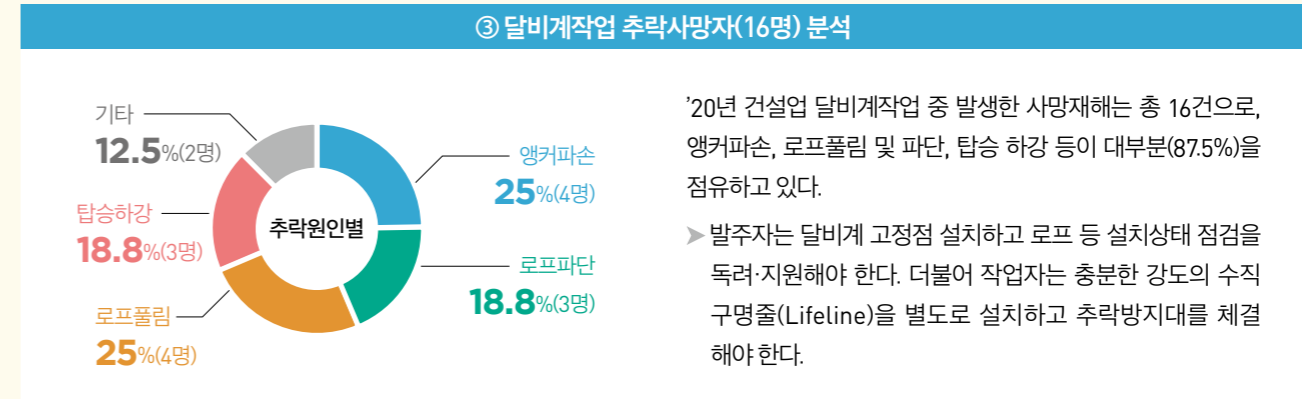 ③ 달비계작업 추락사망자(16명) 분석
기타
12.5%(2명)
탑승하강
18.8%(3명)
로프풀림
25%(4명)
추락원인별
앵커파손
25%(4명)
로프파단
18.8%(3명)
’20년 건설업 달비계작업 중 발생한 사망재해는 총 16건으로,
앵커파손, 로프풀림 및 파단, 탑승 하강 등이 대부분(87.5%)을
점유하고 있다.
➤ 발주자는 달비계 고정점 설치하고 로프 등 설치상태 점검을
독려·지원해야 한다. 더불어 작업자는 충분한 강도의 수직
구명줄(Lifeline)을 별도로 설치하고 추락방지대를 체결
해야 한다.